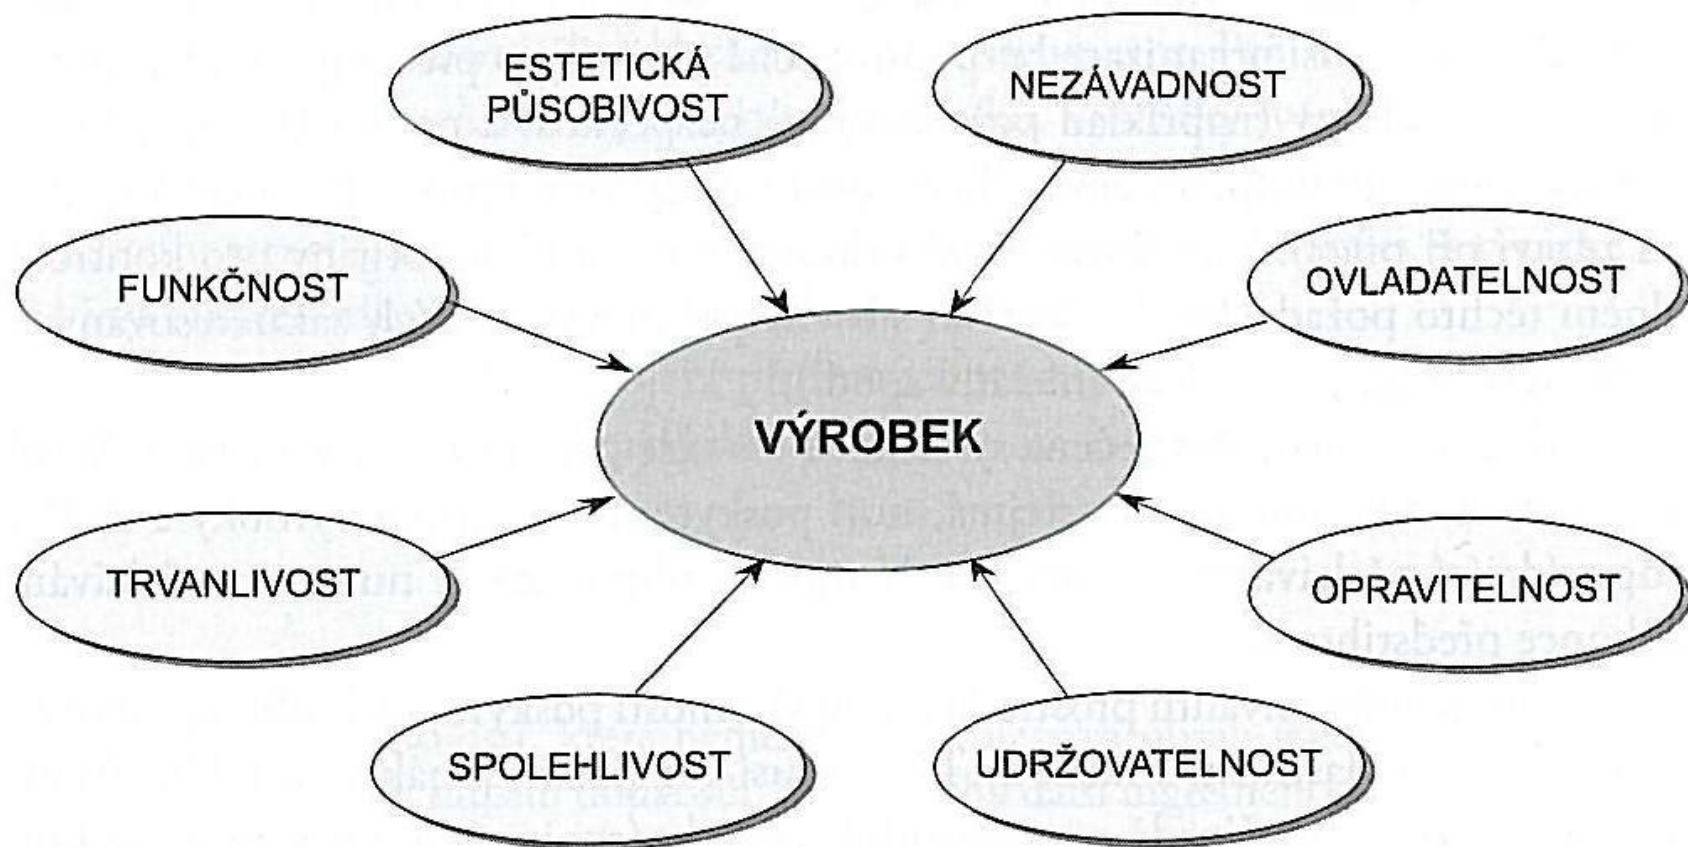 ESTETICKÁ
PŮSOBIVOST
NEZÁVADNOST
FUNKČNOST
OVLADATELNOST
VÝROBEK
TRVANLIVOST
OPRAVITELNOST
SPOLEHLIVOST
UDRŽOVATELNOST